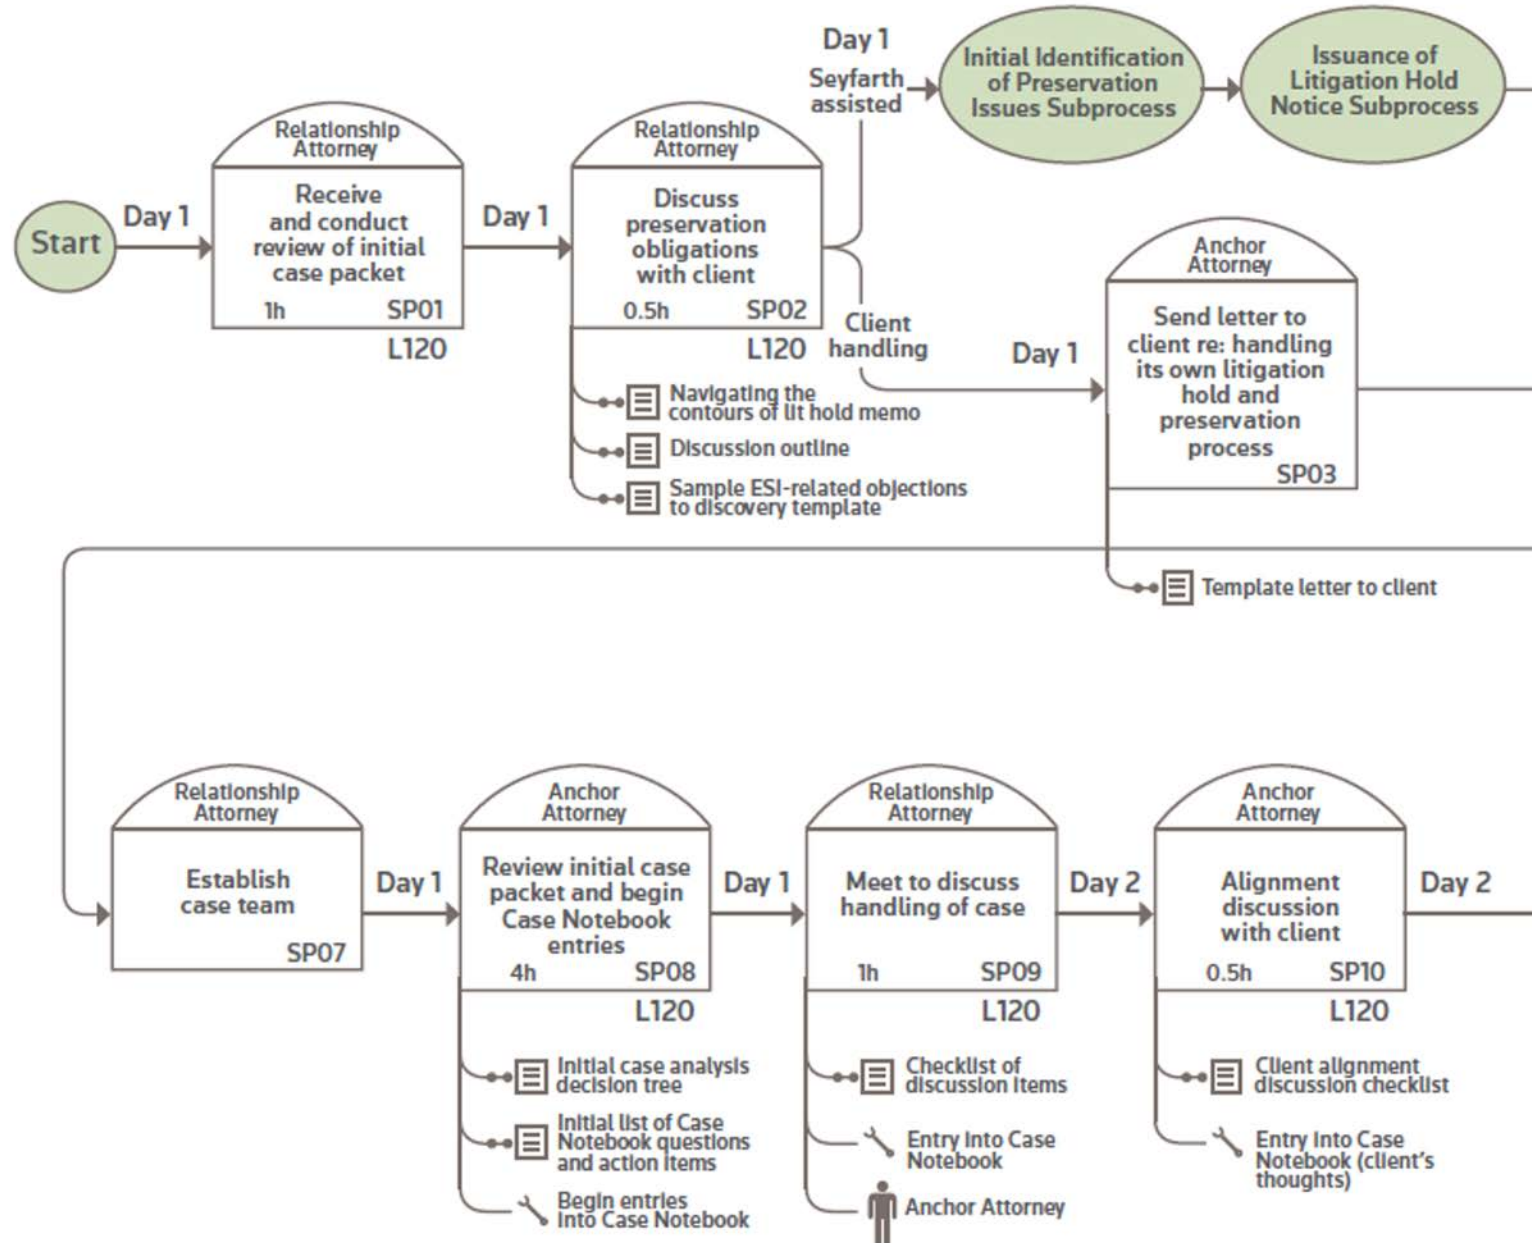 Start
Day 1
Relationship
Attorney
Receive
and conduct
review of initial
case packet
1h
SP01
L120
Day 1
Relationship
Attorney
Discuss
preservation
obligations
with client
0.5h
SP02
L120
Navigating the
contours of lit hold memo
Discussion outline
Sample ESI-related objections
to discovery template
Day 1
Seyfarth
assisted
Initial Identification
of Preservation
Issues Subprocess
Issuance of
Litigation Hold
Notice Subprocess
Client
handling
Day 1
Anchor
Attorney
Send letter to
client re: handling
its own litigation
hold and
preservation
process
SP03
Template letter to client
Relationship
Attorney
Establish
case team
SP07
Day 1
Anchor
Attorney
Review initial case
packet and begin
Case Notebook
entries
4h
SP08
L120
Initial case analysis
decision tree
Initial list of Case
Notebook questions
and action items
Begin entries
into Case Notebook
Day 1
Relationship
Attorney
Meet to discuss
handling of case
1h
SP09
L120
Checklist of
discussion items
Entry into Case
Notebook
Anchor Attorney
Day 2
Anchor
Attorney
Alignment
discussion
with client
0.5h
SP10
L120
Client alignment
discussion checklist
Entry into Case
Notebook (client's
thoughts)
Day 2